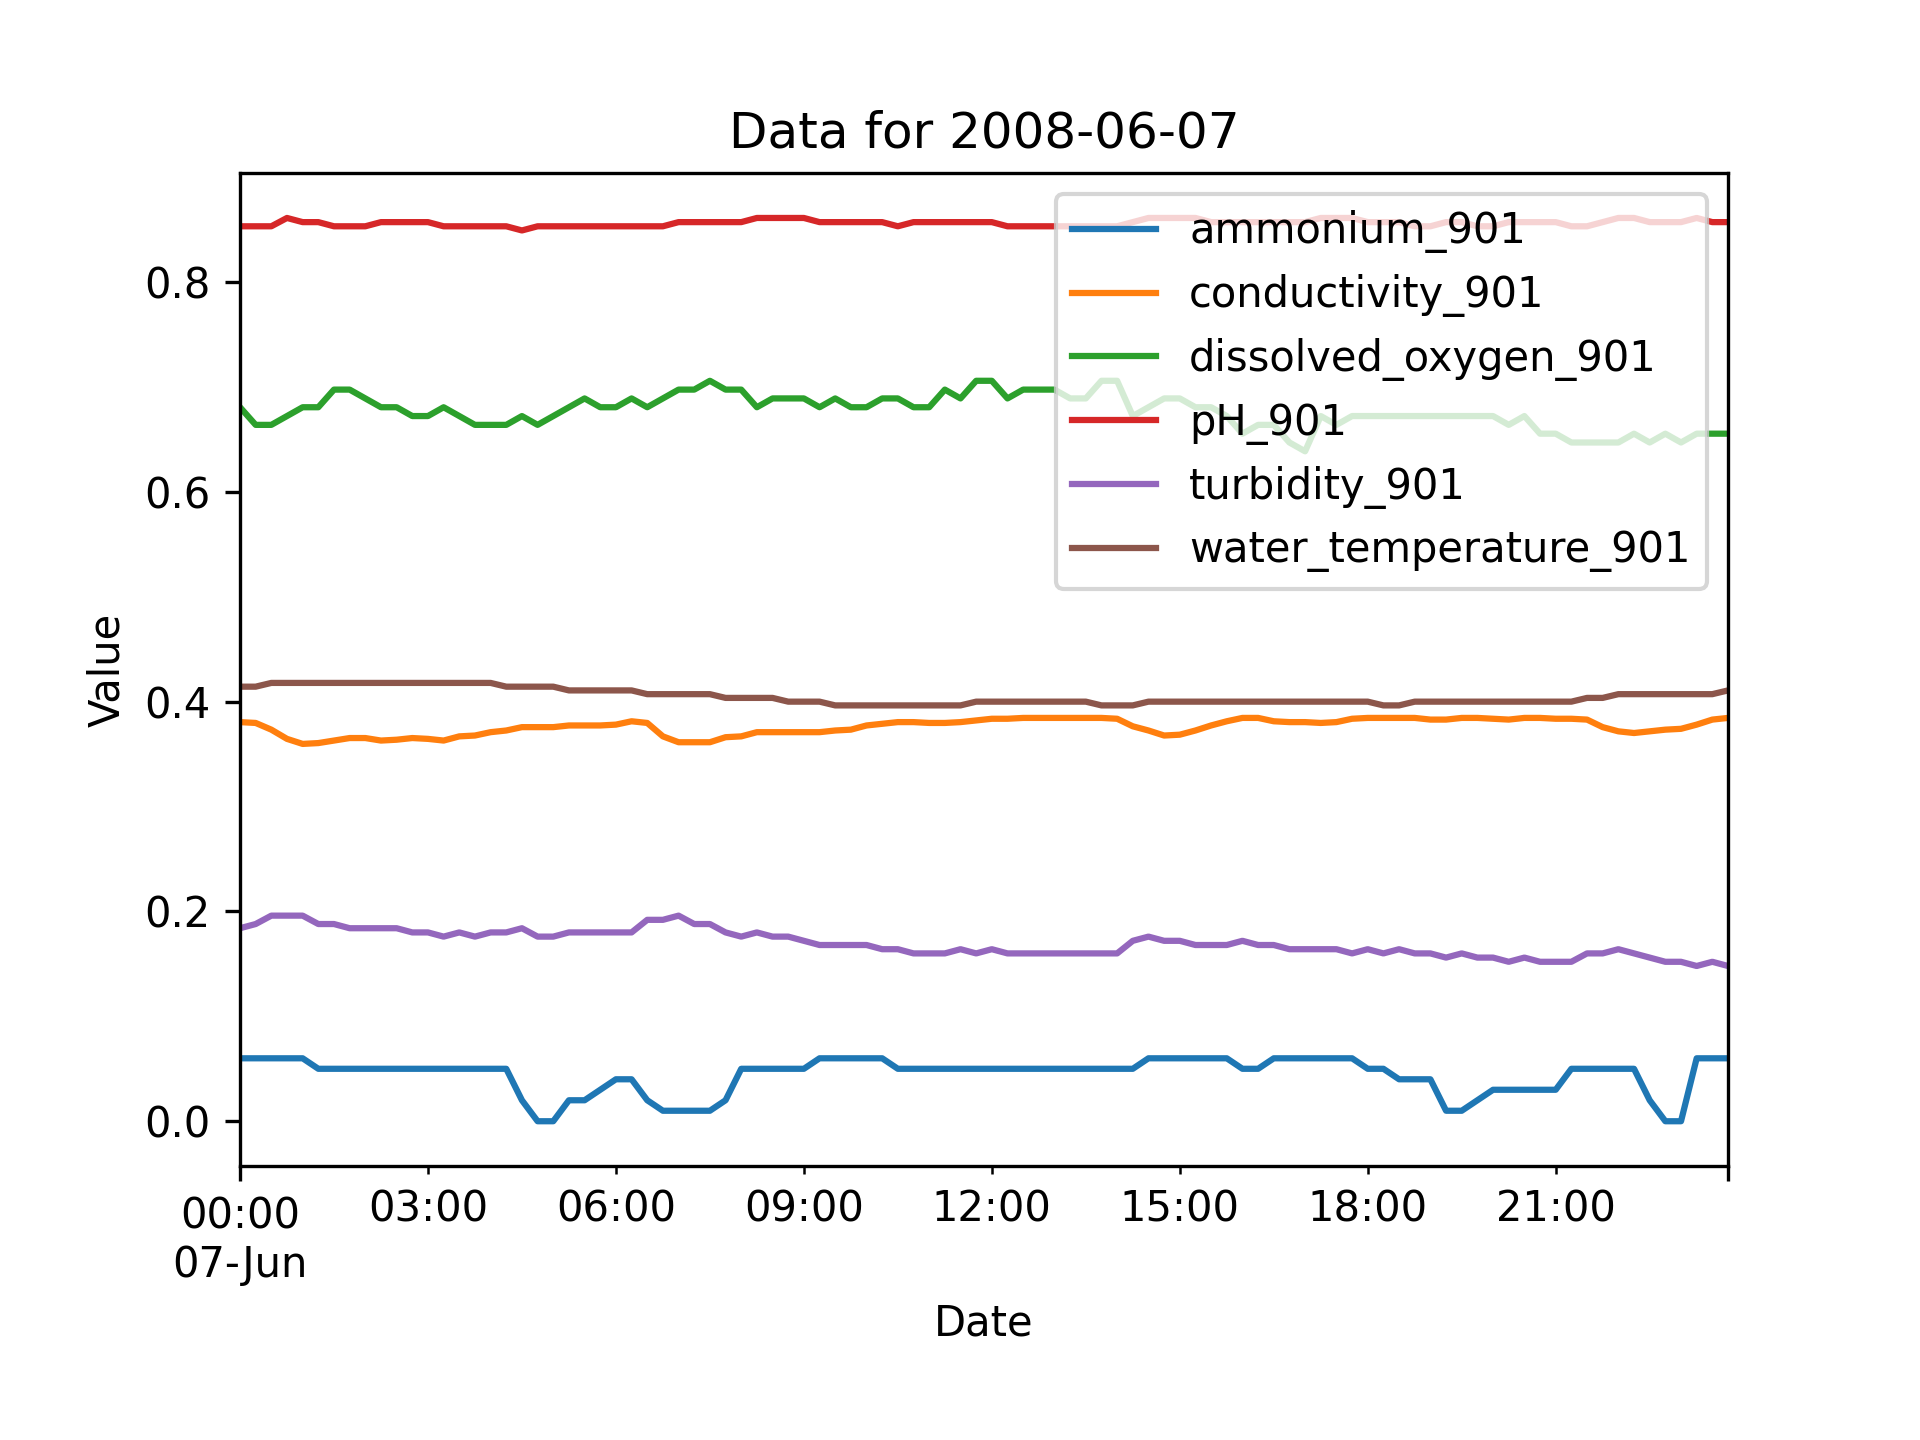 Data for 2008-06-07
ammonium_901
conductivity_901
dissolved_oxygen_901
pH_901
turbidity_901
water_temperature_901
0.8
0.6
0.4
0.2
0.0
Value
00:00 03:00 06:00 09:00 12:00 15:00 18:00 21:00
07-Jun
Date